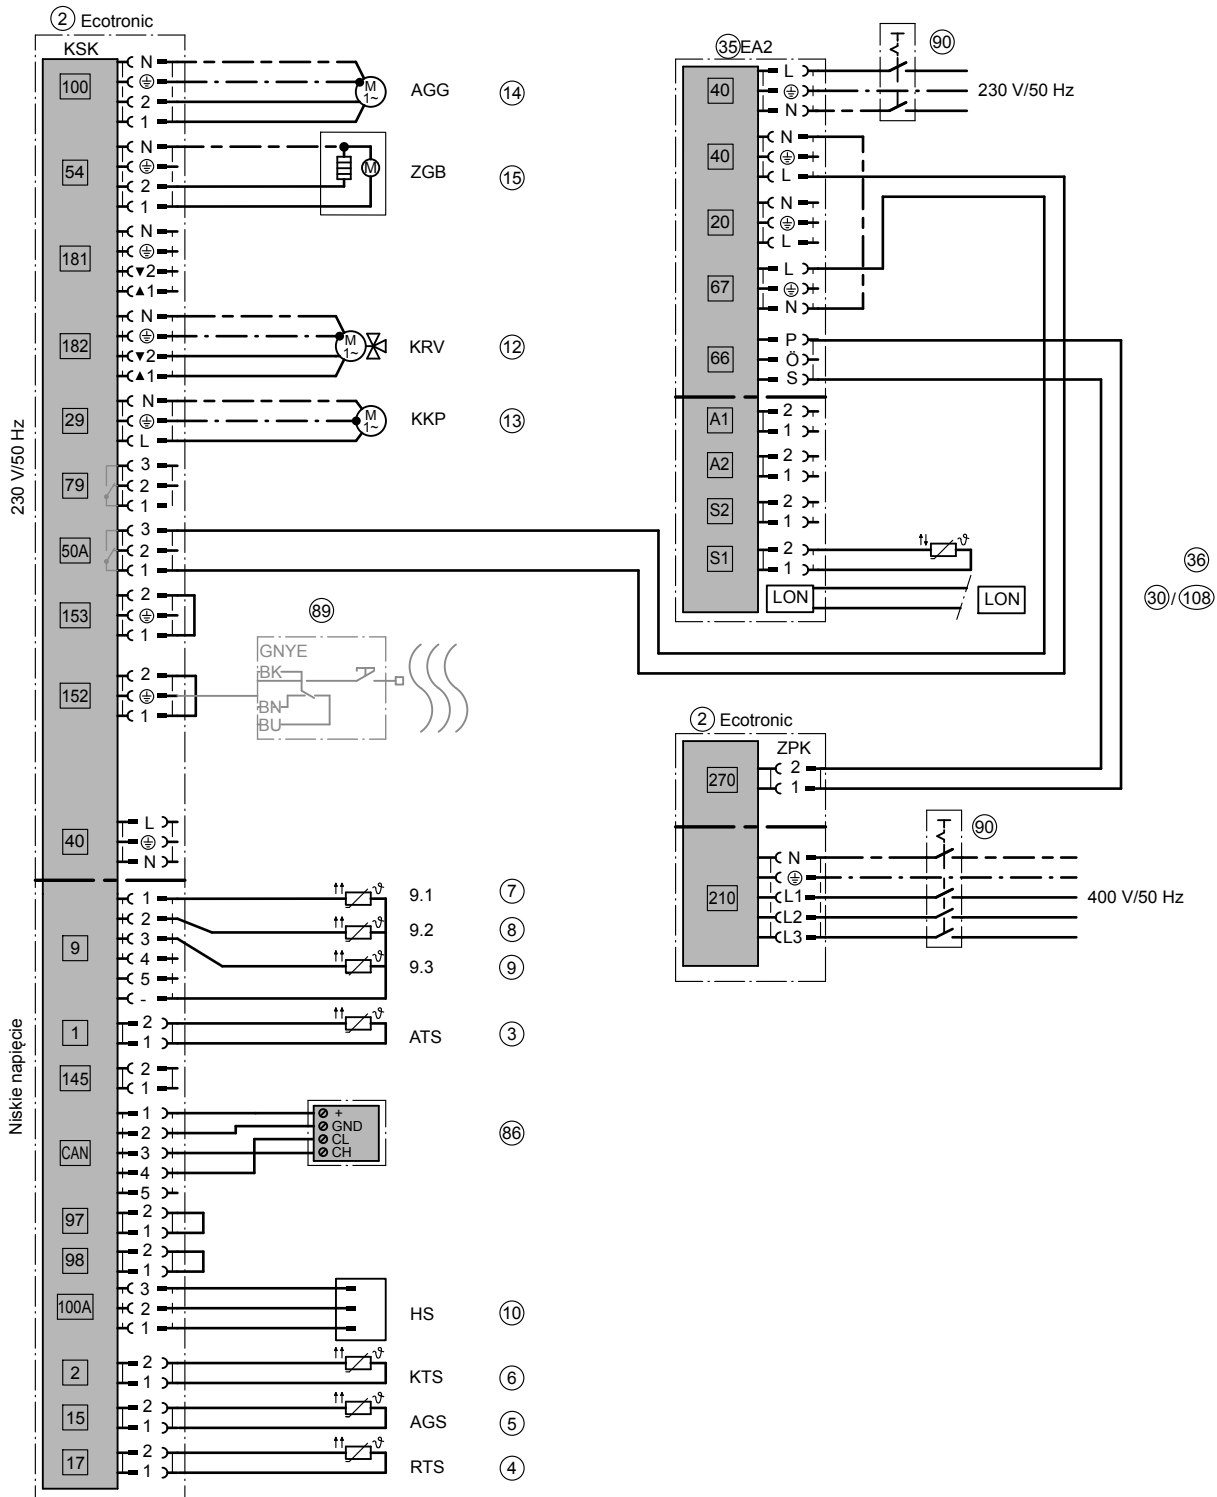 2 Ecotronic
KSK
230 V/50 Hz
Niskie napięcie
100
N
2
1
M
1~
AGG
14
54
N
2
1
M
ZGB
15
181
N
▼2
▲1
182
N
▼2
▲1
M
1~
KRV
12
29
N
L
M
1~
KKP
13
79
3
2
1
50A
3
2
1
153
2
1
152
2
1
89
GNYE
BK
BN
BU
40
L
N
9
1
2
3
4
5
-
ϑ
9.1
7
ϑ
9.2
8
ϑ
9.3
9
1
2
1
ϑ
ATS
3
145
2
1
CAN
1
2
3
4
5
+
GND
CL
CH
86
97
2
1
98
2
1
100A
3
2
1
HS
10
2
2
1
ϑ
KTS
6
15
2
1
ϑ
AGS
5
17
2
1
ϑ
RTS
4
35 EA2
40
L
N
90
230 V/50 Hz
40
N
L
20
N
L
67
L
N
66
P
Ö
S
A1
2
1
A2
2
1
S2
2
1
S1
2
1
ϑ
LON
LON
36
30/108
2 Ecotronic
ZPK
270
2
1
210
N
L1
L2
L3
90
400 V/50 Hz